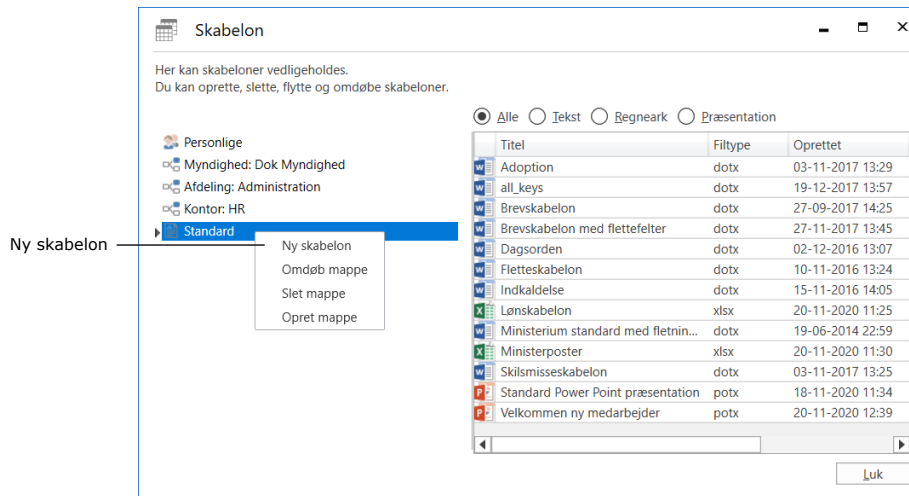 Skabelon
Her kan skabeloner vedligeholdes.
Du kan oprette, slette, flytte og omdøbe skabeloner.
Alle Tekst Regneark Præsentation
Personlige
Myndighed: Dok Myndighed
Afdeling: Administration
Kontor: HR
Standard
Ny skabelon
Ny skabelon
Omdøb mappe
Slet mappe
Opret mappe
Titel Filtype Oprettet
Adoption dotx 03-11-2017 13:29
all_keys dotx 19-12-2017 13:57
Brevskabelon dotx 27-09-2017 14:25
Brevskabelon med flettefelter dotx 27-11-2017 13:45
Dagsorden dotx 02-12-2016 13:07
Fletteskabelon dotx 10-11-2016 13:24
Indkaldelse dotx 15-11-2016 14:05
Lønskabelon xlsx 20-11-2020 11:25
Ministerium standard med fletnin... dotx 19-06-2014 22:59
Ministerposter xlsx 20-11-2020 11:30
Skilsmisseskabelon dotx 03-11-2017 13:25
Standard Power Point præsentation potx 18-11-2020 11:34
Velkommen ny medarbejder potx 20-11-2020 12:39
Luk